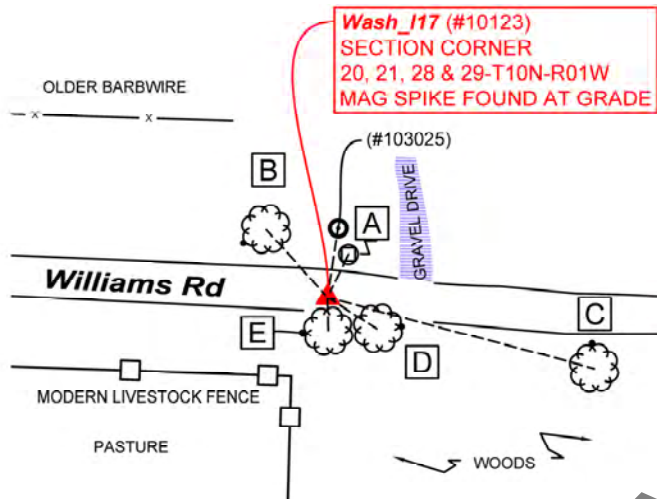 Wash_I17 (#10123)
SECTION CORNER
20, 21, 28 & 29-T10N-R01W
MAG SPIKE FOUND AT GRADE
OLDER BARBWIRE
x
x
(#103025)
B
A
GRAVEL DRIVE
Williams Rd
E
D
C
MODERN LIVESTOCK FENCE
PASTURE
WOODS